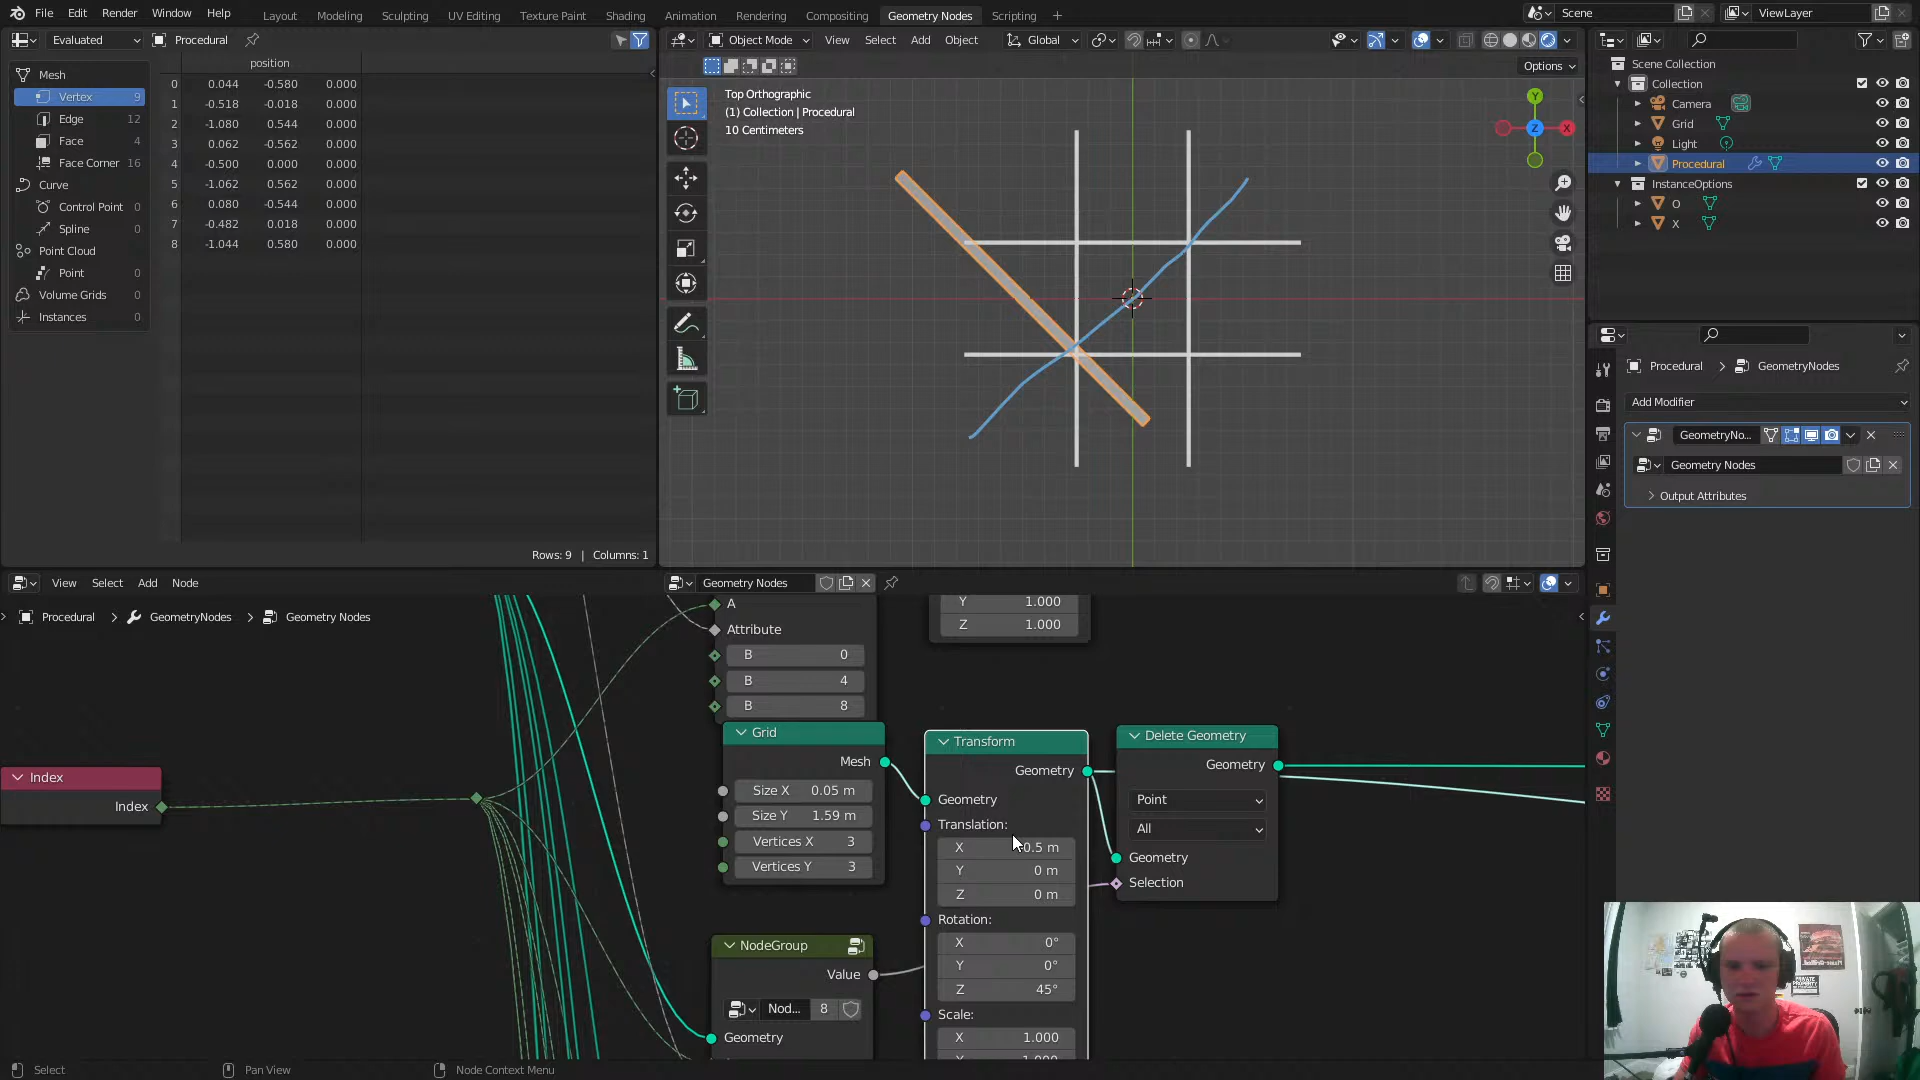 File Edit Render Window Help
Layout Modeling Sculpting UV Editing Texture Paint Shading Animation Rendering Compositing Geometry Nodes Scripting +
Scene
ViewLayer
Evaluated
Procedural
Mesh
Vertex 9
Edge 12
Face 4
Face Corner 16
Curve
Control Point 0
Spline 0
Point Cloud
Point 0
Volume Grids 0
Instances 0
position
0 0.044 -0.580 0.000
1 -0.518 -0.018 0.000
2 -1.080 0.544 0.000
3 0.062 -0.562 0.000
4 -0.500 0.000 0.000
5 -1.062 0.562 0.000
6 0.080 -0.544 0.000
7 -0.482 0.018 0.000
8 -1.044 0.580 0.000
Rows: 9 | Columns: 1
Object Mode View Select Add Object Global
Options
Top Orthographic
(1) Collection | Procedural
10 Centimeters
Y
Z
X
Scene Collection
Collection
Camera
Grid
Light
Procedural
InstanceOptions
O
X
Procedural > GeometryNodes
Add Modifier
GeometryNo...
Geometry Nodes
Output Attributes
View Select Add Node
Geometry Nodes
Procedural > GeometryNodes > Geometry Nodes
Index
Index
A
Attribute
B 0
B 4
B 8
Y 1.000
Z 1.000
Grid
Mesh
Size X 0.05 m
Size Y 1.59 m
Vertices X 3
Vertices Y 3
NodeGroup
Value
Nod... 8
Geometry
Transform
Geometry
Geometry
Translation:
X 0.5 m
Y 0 m
Z 0 m
Rotation:
X 0°
Y 0°
Z 45°
Scale:
X 1.000
Y 1.000
Delete Geometry
Geometry
Point
All
Geometry
Selection
Select Pan View Node Context Menu